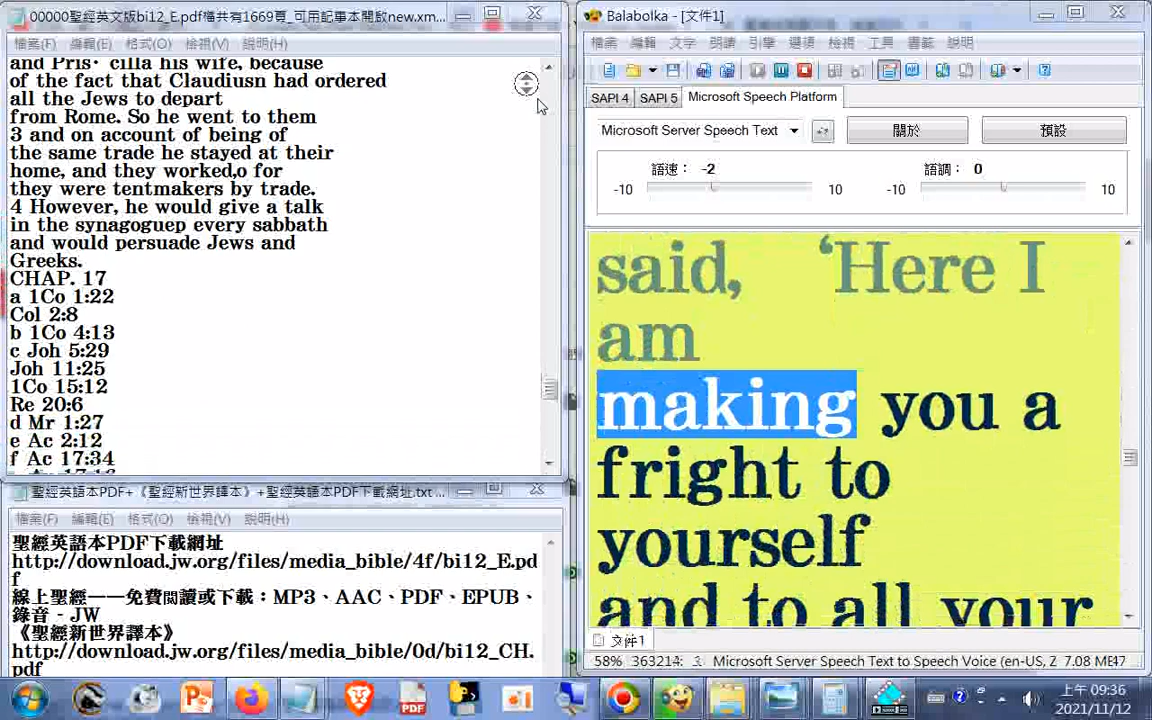 00000聖經英文版bi12_E.pdf檔共有1669頁_可用記事本開啟new.xm...
檔案(F) 編輯(E) 格式(O) 檢視(V) 說明(H)
and Pris· cilla his wife, because
of the fact that Claudiusn had ordered
all the Jews to depart
from Rome. So he went to them
3 and on account of being of
the same trade he stayed at their
home, and they worked,o for
they were tentmakers by trade.
4 However, he would give a talk
in the synagoguep every sabbath
and would persuade Jews and
Greeks.
CHAP. 17
a 1Co 1:22
Col 2:8
b 1Co 4:13
c Joh 5:29
Joh 11:25
1Co 15:12
Re 20:6
d Mr 1:27
e Ac 2:12
f Ac 17:34
聖經英語本PDF+《聖經新世界譯本》+聖經英語本PDF下載網址.txt ...
檔案(F) 編輯(E) 格式(O) 檢視(V) 說明(H)
聖經英語本PDF下載網址
http://download.jw.org/files/media_bible/4f/bi12_E.pd
f
線上聖經——免費閱讀或下載：MP3、AAC、PDF、EPUB、
錄音 - JW
《聖經新世界譯本》
http://download.jw.org/files/media_bible/0d/bi12_CH.
pdf
Balabolka - [文件1]
檔案 編輯 文字 朗讀 引擎 選項 檢視 工具 書籤 說明
SAPI 4 SAPI 5 Microsoft Speech Platform
Microsoft Server Speech Text 關於 預設
語速： -2 語調： 0
-10 10 -10 10
said, ‘Here I
am
making you a
fright to
yourself
and to all your
文件1
58% 363214: Microsoft Server Speech Text to Speech Voice (en-US, Z 7.08 ME47
上午 09:36
2021/11/12